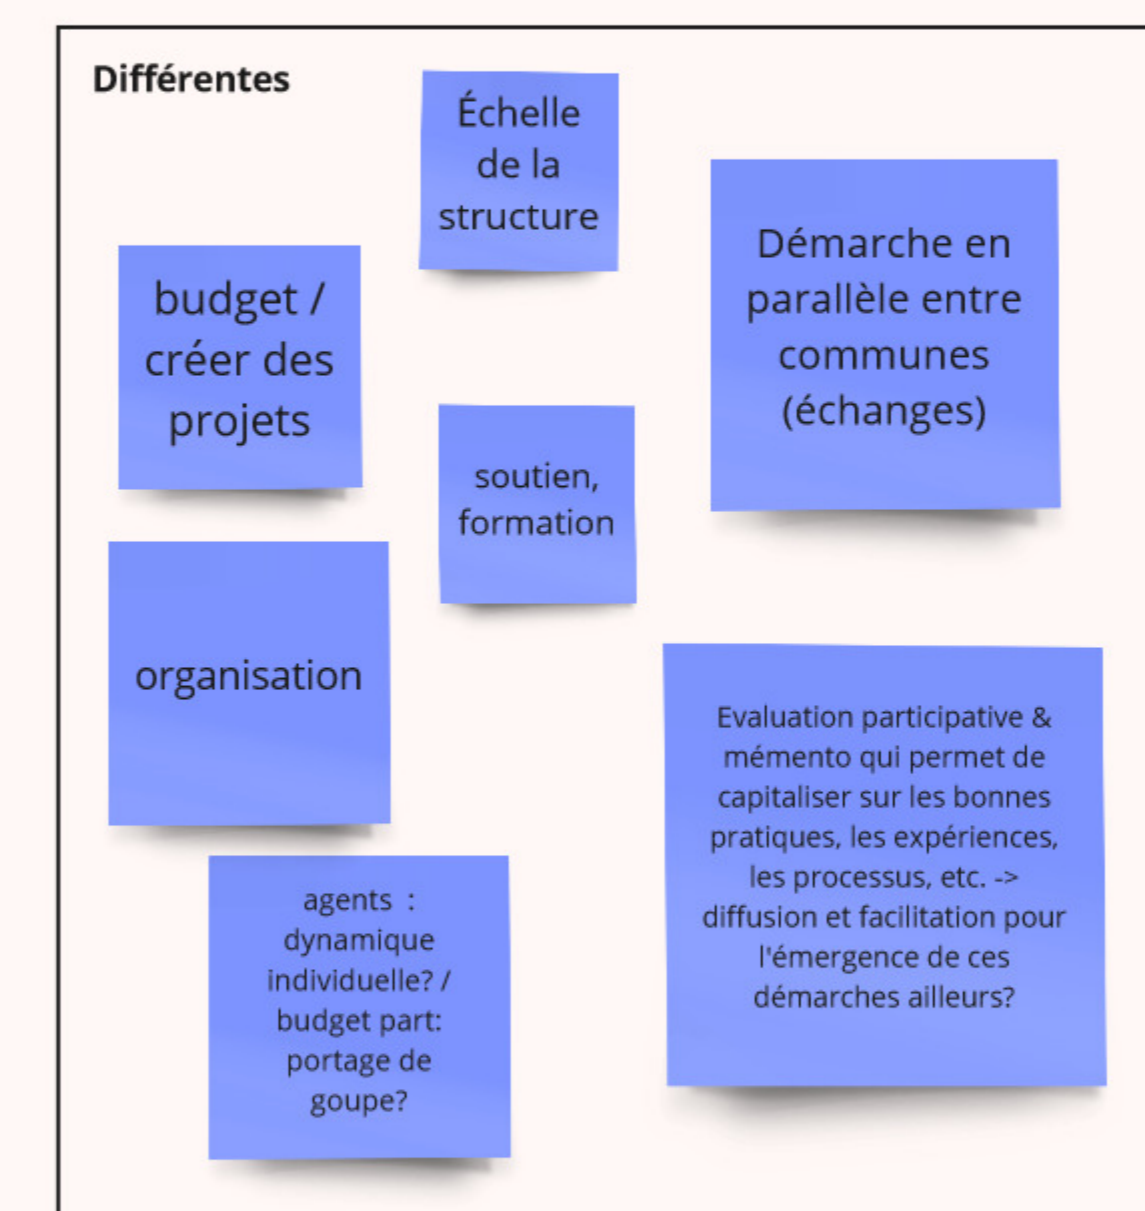 Différentes
Échelle
de la
structure
budget /
créer des
projets
Démarche en
parallèle entre
communes
(échanges)
soutien,
formation
organisation
Evaluation participative &
mémento qui permet de
capitaliser sur les bonnes
pratiques, les expériences,
les processus, etc. ->
diffusion et facilitation pour
l'émergence de ces
démarches ailleurs?
agents  :
dynamique
individuelle? /
budget part:
portage de
goupe?